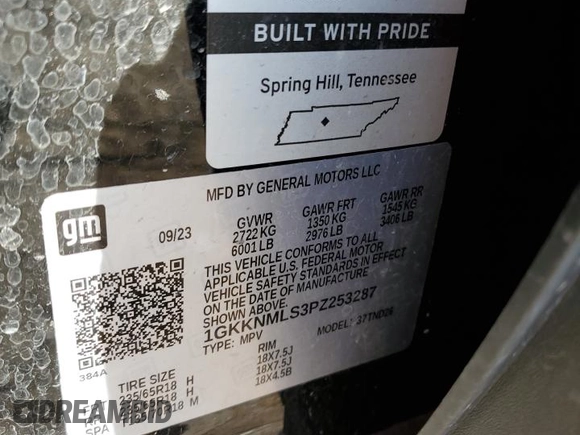 BUILT WITH PRIDE
Spring Hill, Tennessee
MFD BY GENERAL MOTORS LLC
gm
09/23
GVWR
2722 KG
6001 LB
GAWR FRT
1350 KG
2976 LB
GAWR RR
1545 KG
3406 LB
THIS VEHICLE CONFORMS TO ALL
APPLICABLE U.S. FEDERAL MOTOR
VEHICLE SAFETY STANDARDS IN EFFECT
ON THE DATE OF MANUFACTURE
SHOWN ABOVE.
1GKKNMLS3PZ253287
TYPE: MPV
MODEL: 37TND26
384A
TIRE SIZE
235/65R18 H
H
M
RIM
18X7.5J
18X7.5J
18X4.5B
SPA
DREAMBID